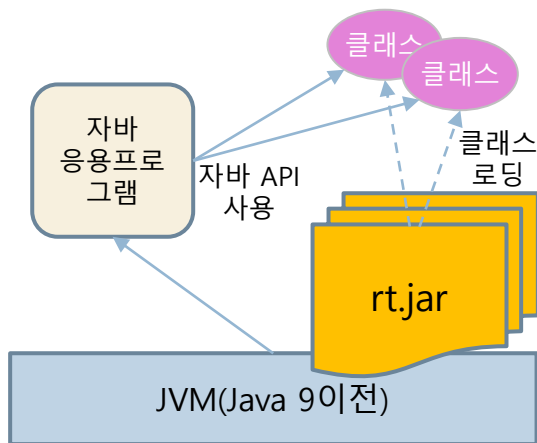 클래스
클래스
자바
응용프로
그램
자바 API
사용
클래스
로딩
rt.jar
JVM(Java 9이전)